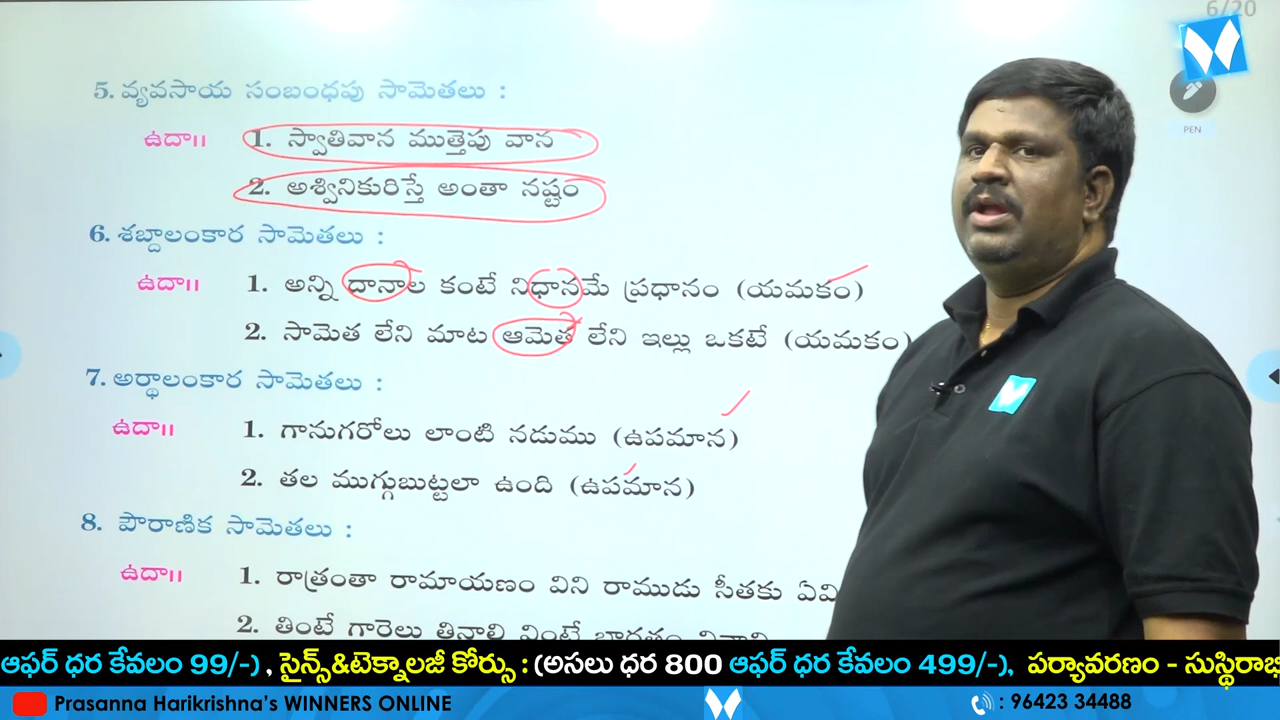 6/20
PEN
5. వ్యవసాయ సంబంధపు సామెతలు :
ఉదా॥ 1. స్వాతివాన ముత్తెపు వాన
2. అశ్వినికురిస్తే అంతా నష్టం
6. శబ్దాలంకార సామెతలు :
ఉదా॥ 1. అన్ని దానాల కంటే నిధానమే ప్రధానం (యమకం)
2. సామెత లేని మాట ఆమెత లేని ఇల్లు ఒకటే (యమకం)
7. అర్థాలంకార సామెతలు :
ఉదా॥ 1. గానుగరోలు లాంటి నడుము (ఉపమాన)
2. తల ముగ్గుబుట్టలా ఉంది (ఉపమాన)
8. పౌరాణిక సామెతలు :
ఉదా॥ 1. రాత్రంతా రామాయణం విని రాముడు సీతకు
2. తింటే గారెలు తినాలి వింటే భారతం వినాలి
ఆఫర్ ధర కేవలం 99/-) , సైన్స్&టెక్నాలజీ కోర్సు : (అసలు ధర 800 ఆఫర్ ధర కేవలం 499/-), పర్యావరణం -
Prasanna Harikrishna's WINNERS ONLINE : 96423 34488